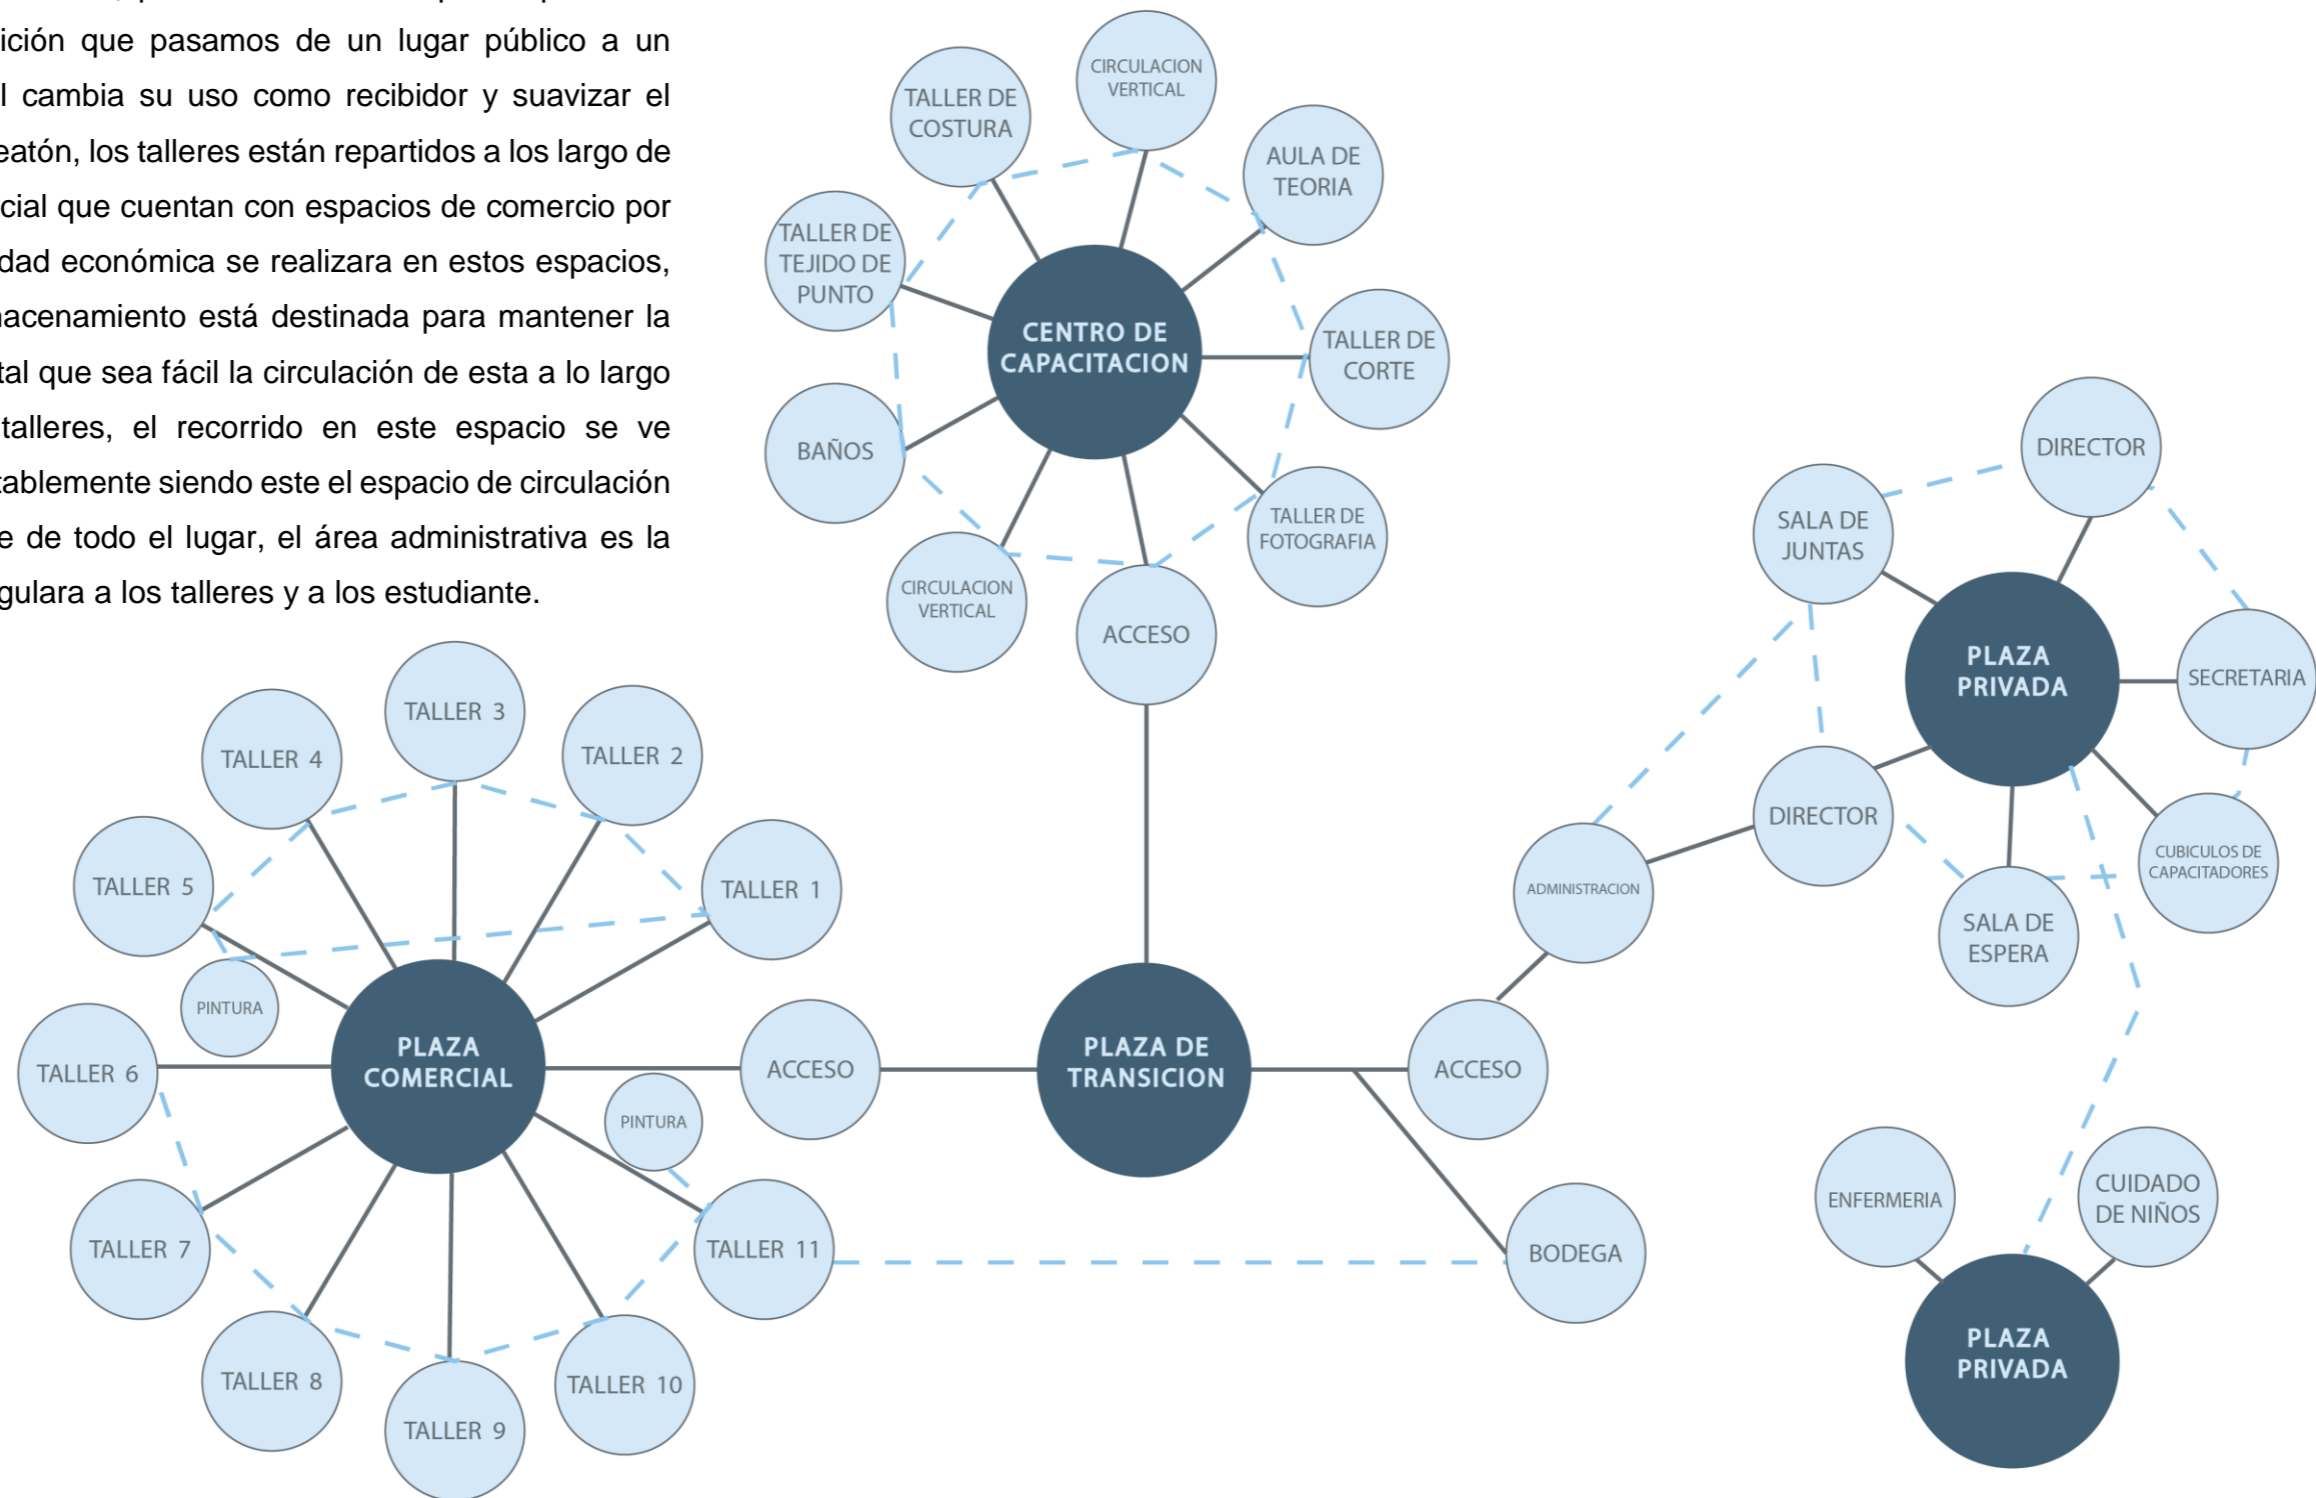 ición que pasamos de un lugar público a un
l cambia su uso como recibidor y suavizar el
eatón, los talleres están repartidos a los largo de
cial que cuentan con espacios de comercio por
dad económica se realizara en estos espacios,
nacenamiento está destinada para mantener la
tal que sea fácil la circulación de esta a lo largo
talleres, el recorrido en este espacio se ve
tablemente siendo este el espacio de circulación
e de todo el lugar, el área administrativa es la
gulara a los talleres y a los estudiante.
CIRCULACION
VERTICAL
TALLER DE
COSTURA
AULA DE
TEORIA
TALLER DE
TEJIDO DE
PUNTO
CENTRO DE
CAPACITACION
TALLER DE
CORTE
BAÑOS
TALLER DE
FOTOGRAFIA
CIRCULACION
VERTICAL
ACCESO
DIRECTOR
SALA DE
JUNTAS
PLAZA
PRIVADA
SECRETARIA
DIRECTOR
CUBICULOS DE
CAPACITADORES
ADMINISTRACION
SALA DE
ESPERA
TALLER 3
TALLER 4
TALLER 2
TALLER 5
TALLER 1
PINTURA
TALLER 6
PLAZA
COMERCIAL
ACCESO
PLAZA DE
TRANSICION
ACCESO
PINTURA
TALLER 7
TALLER 11
BODEGA
TALLER 8
TALLER 10
TALLER 9
ENFERMERIA
CUIDADO
DE NIÑOS
PLAZA
PRIVADA